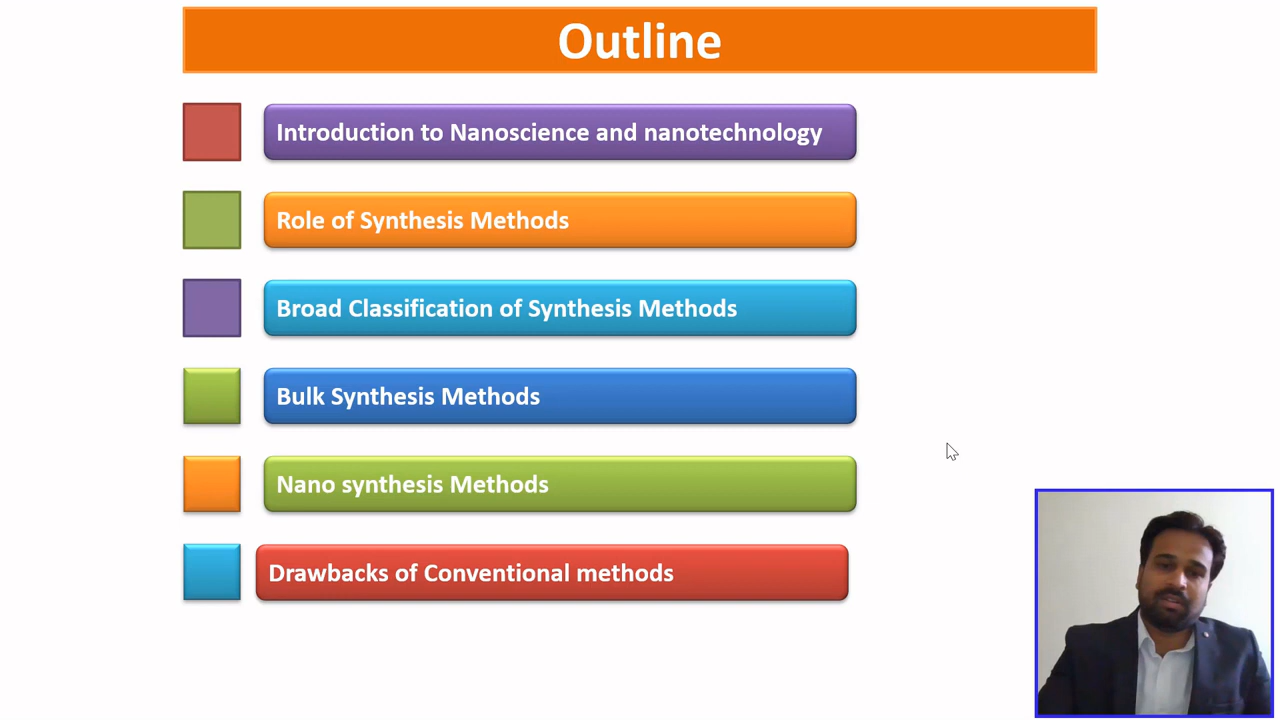 Outline
Introduction to Nanoscience and nanotechnology
Role of Synthesis Methods
Broad Classification of Synthesis Methods
Bulk Synthesis Methods
Nano synthesis Methods
Drawbacks of Conventional methods